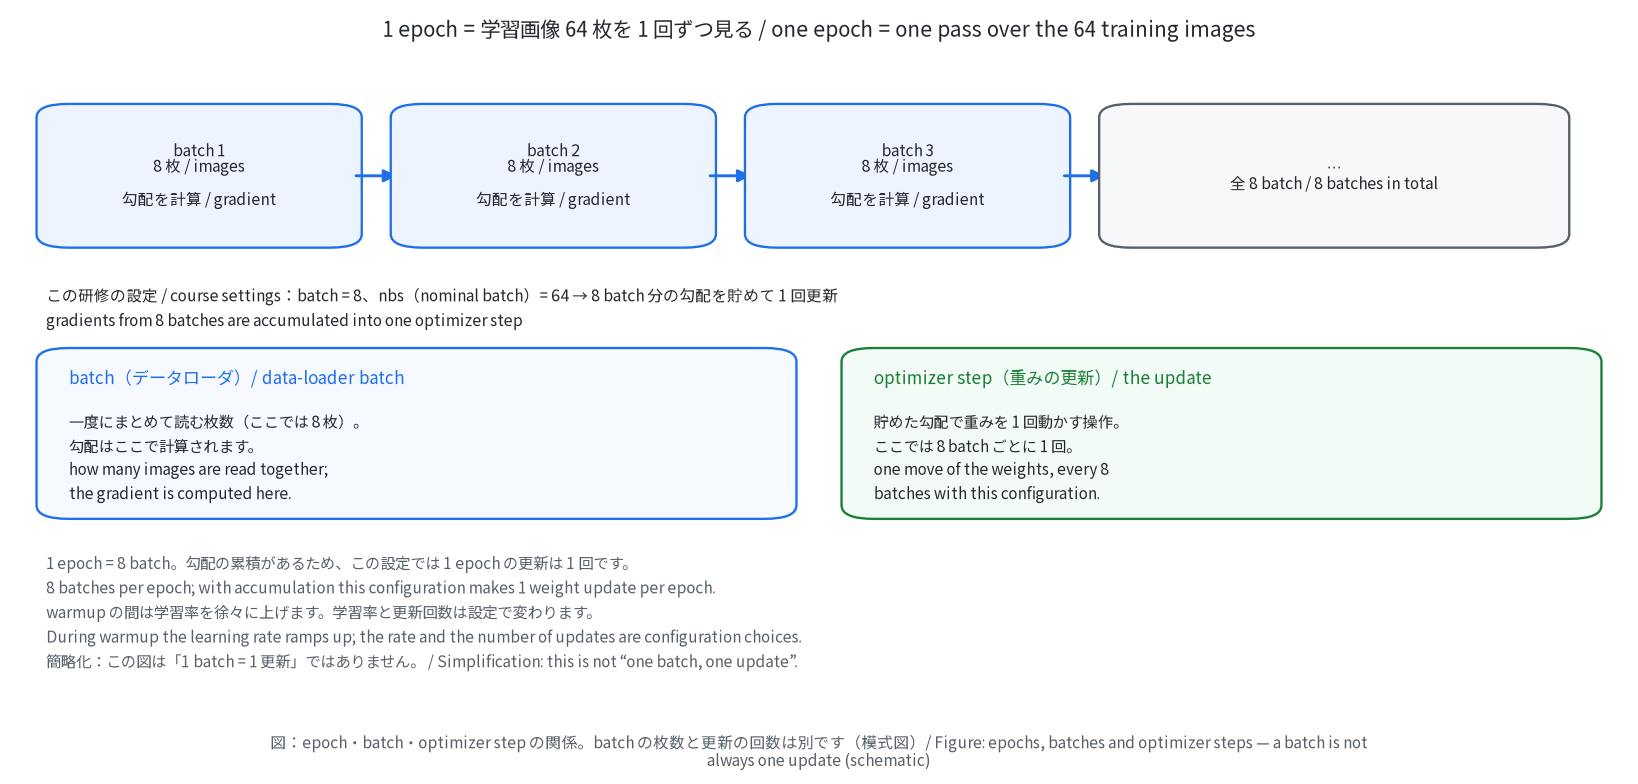 1 epoch = 学習画像 64 枚を 1 回ずつ見る / one epoch = one pass over the 64 training images
batch 1
8 枚 / images
勾配を計算 / gradient
batch 2
8 枚 / images
勾配を計算 / gradient
batch 3
8 枚 / images
勾配を計算 / gradient
…
全 8 batch / 8 batches in total
この研修の設定 / course settings：batch = 8、nbs（nominal batch）= 64 → 8 batch 分の勾配を貯めて 1 回更新
gradients from 8 batches are accumulated into one optimizer step
batch（データローダ）/ data-loader batch
一度にまとめて読む枚数（ここでは 8 枚）。
勾配はここで計算されます。
how many images are read together;
the gradient is computed here.
optimizer step（重みの更新）/ the update
貯めた勾配で重みを 1 回動かす操作。
ここでは 8 batch ごとに 1 回。
one move of the weights, every 8
batches with this configuration.
1 epoch = 8 batch。勾配の累積があるため、この設定では 1 epoch の更新は 1 回です。
8 batches per epoch; with accumulation this configuration makes 1 weight update per epoch.
warmup の間は学習率を徐々に上げます。学習率と更新回数は設定で変わります。
During warmup the learning rate ramps up; the rate and the number of updates are configuration choices.
簡略化：この図は「1 batch = 1 更新」ではありません。 / Simplification: this is not “one batch, one update”.
図：epoch・batch・optimizer step の関係。batch の枚数と更新の回数は別です（模式図）/ Figure: epochs, batches and optimizer steps — a batch is not
always one update (schematic)